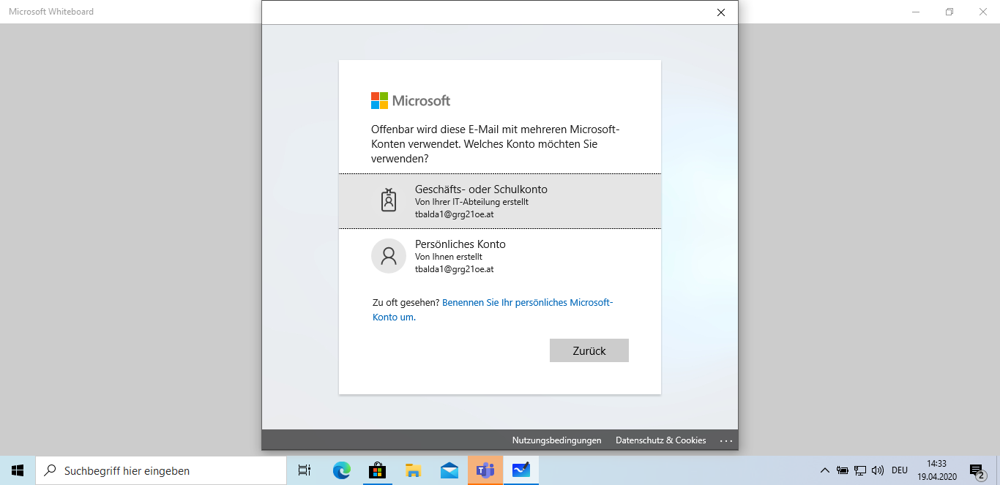 Microsoft Whiteboard
Microsoft
Offenbar wird diese E-Mail mit mehreren Microsoft-
Konten verwendet. Welches Konto möchten Sie
verwenden?
Geschäfts- oder Schulkonto
Von Ihrer IT-Abteilung erstellt
tbalda1@grg21oe.at
Persönliches Konto
Von Ihnen erstellt
tbalda1@grg21oe.at
Zu oft gesehen? Benennen Sie Ihr persönliches Microsoft-
Konto um.
Zurück
Nutzungsbedingungen Datenschutz & Cookies ...
Suchbegriff hier eingeben
T
DEU
14:33
19.04.2020
2